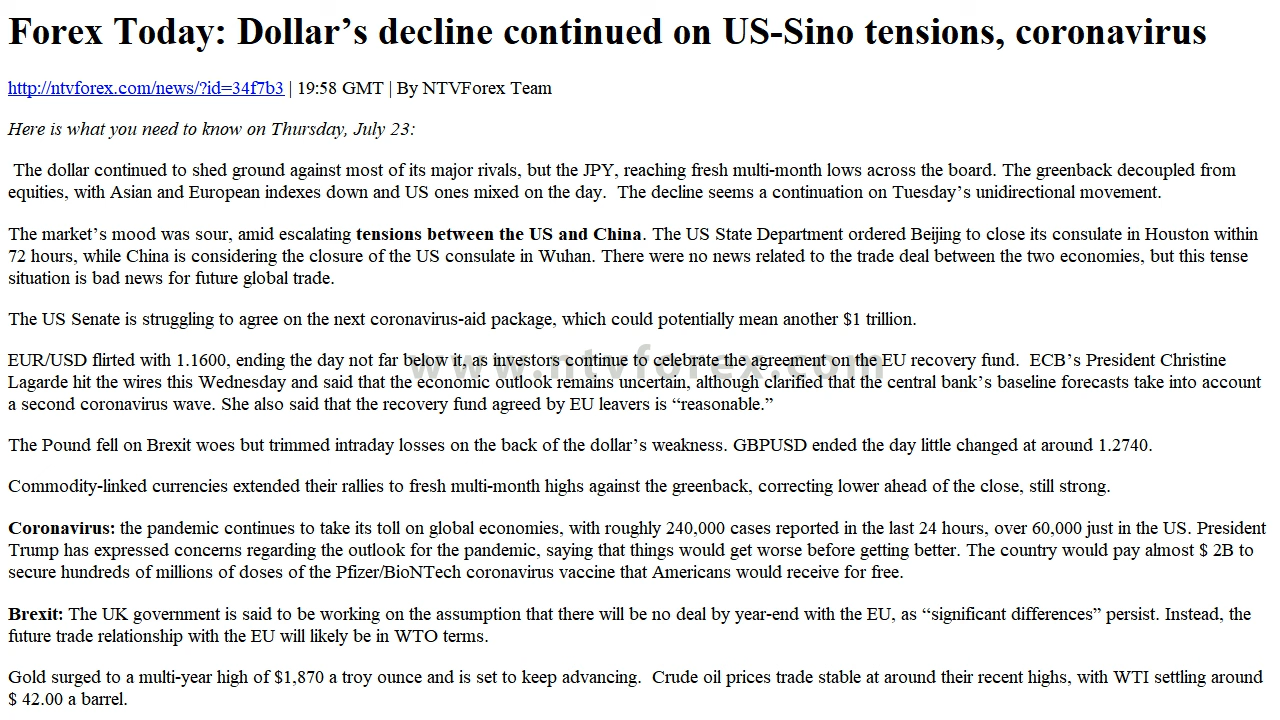 Forex Today: Dollar’s decline continued on US-Sino tensions, coronavirus
http://ntvforex.com/news/?id=34f7b3 | 19:58 GMT | By NTVForex Team
Here is what you need to know on Thursday, July 23:
The dollar continued to shed ground against most of its major rivals, but the JPY, reaching fresh multi-month lows across the board. The greenback decoupled from
equities, with Asian and European indexes down and US ones mixed on the day.  The decline seems a continuation on Tuesday’s unidirectional movement.
The market’s mood was sour, amid escalating tensions between the US and China. The US State Department ordered Beijing to close its consulate in Houston within
72 hours, while China is considering the closure of the US consulate in Wuhan. There were no news related to the trade deal between the two economies, but this tense
situation is bad news for future global trade.
The US Senate is struggling to agree on the next coronavirus-aid package, which could potentially mean another $1 trillion.
EUR/USD flirted with 1.1600, ending the day not far below it, as investors continue to celebrate the agreement on the EU recovery fund.  ECB’s President Christine
Lagarde hit the wires this Wednesday and said that the economic outlook remains uncertain, although clarified that the central bank’s baseline forecasts take into account
a second coronavirus wave. She also said that the recovery fund agreed by EU leavers is “reasonable.”
www.ntvforex.com
The Pound fell on Brexit woes but trimmed intraday losses on the back of the dollar’s weakness. GBPUSD ended the day little changed at around 1.2740.
Commodity-linked currencies extended their rallies to fresh multi-month highs against the greenback, correcting lower ahead of the close, still strong.
Coronavirus: the pandemic continues to take its toll on global economies, with roughly 240,000 cases reported in the last 24 hours, over 60,000 just in the US. President
Trump has expressed concerns regarding the outlook for the pandemic, saying that things would get worse before getting better. The country would pay almost $ 2B to
secure hundreds of millions of doses of the Pfizer/BioNTech coronavirus vaccine that Americans would receive for free.
Brexit: The UK government is said to be working on the assumption that there will be no deal by year-end with the EU, as “significant differences” persist. Instead, the
future trade relationship with the EU will likely be in WTO terms.
Gold surged to a multi-year high of $1,870 a troy ounce and is set to keep advancing.  Crude oil prices trade stable at around their recent highs, with WTI settling around
$ 42.00 a barrel.